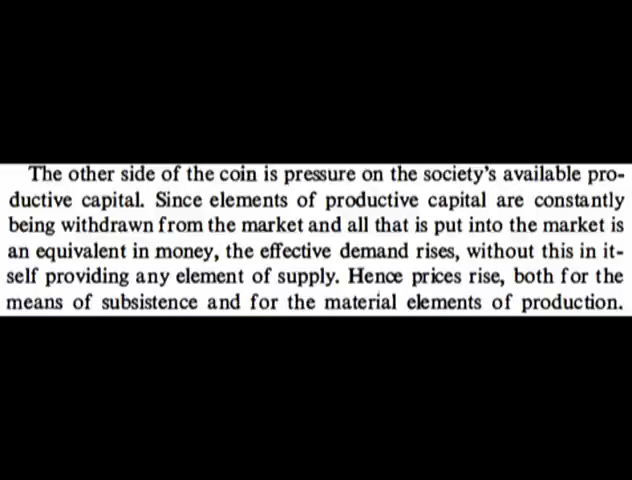 The other side of the coin is pressure on the society's available pro-
ductive capital. Since elements of productive capital are constantly
being withdrawn from the market and all that is put into the market is
an equivalent in money, the effective demand rises, without this in it-
self providing any element of supply. Hence prices rise, both for the
means of subsistence and for the material elements of production.